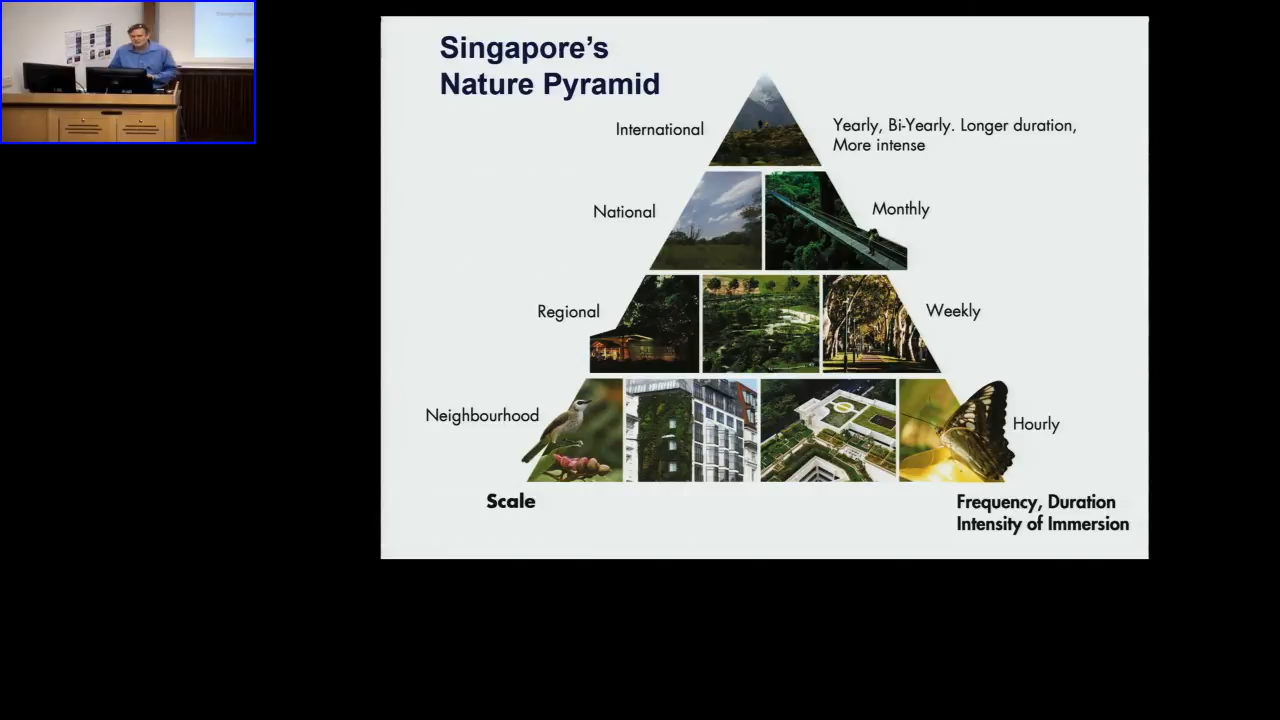 Singapore’s
Nature Pyramid
International
Yearly, Bi-Yearly. Longer duration,
More intense
National
Monthly
Regional
Weekly
Neighbourhood
Hourly
Scale
Frequency, Duration
Intensity of Immersion